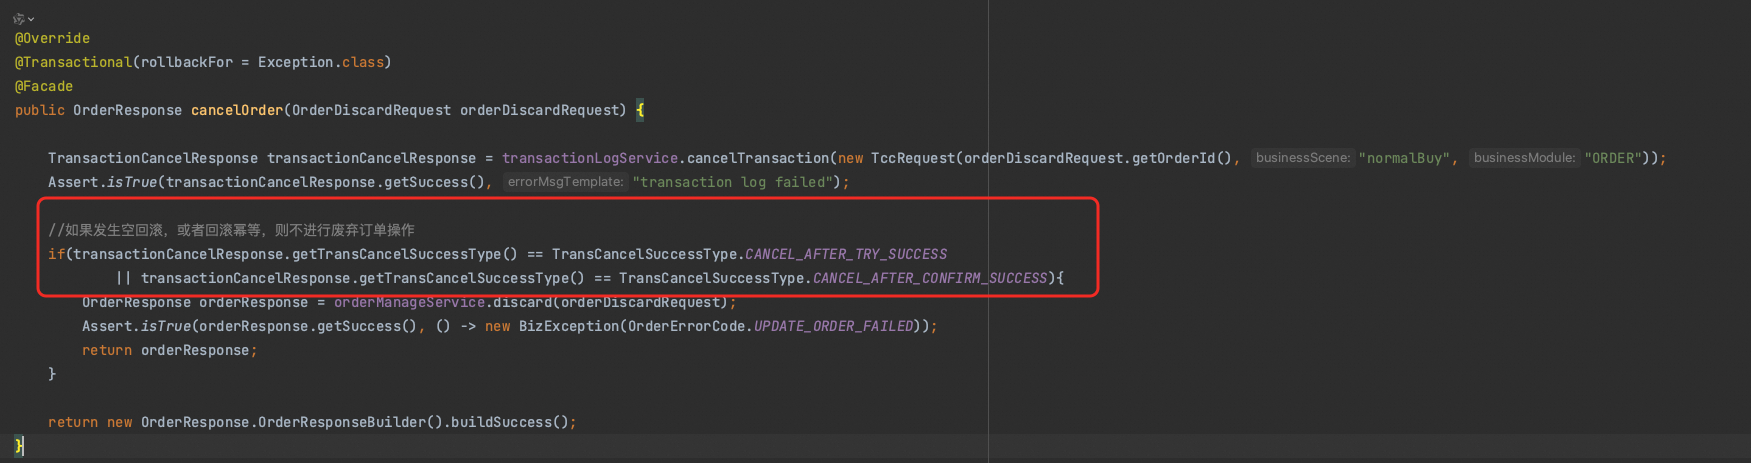 @Override
@Transactional(rollbackFor = Exception.class)
@Facade
public OrderResponse cancelOrder(OrderDiscardRequest orderDiscardRequest) {
TransactionCancelResponse transactionCancelResponse = transactionLogService.cancelTransaction(new TccRequest(orderDiscardRequest.getOrderId(), businessScene: "normalBuy", businessModule: "ORDER"));
Assert.isTrue(transactionCancelResponse.getSuccess(), errorMsgTemplate: "transaction log failed");
//如果发生空回滚，或者回滚幂等，则不进行废弃订单操作
if(transactionCancelResponse.getTransCancelSuccessType() == TransCancelSuccessType.CANCEL_AFTER_TRY_SUCCESS
|| transactionCancelResponse.getTransCancelSuccessType() == TransCancelSuccessType.CANCEL_AFTER_CONFIRM_SUCCESS){
OrderResponse orderResponse = orderManageService.discard(orderDiscardRequest);
Assert.isTrue(orderResponse.getSuccess(), () -> new BizException(OrderErrorCode.UPDATE_ORDER_FAILED));
return orderResponse;
}
return new OrderResponse.OrderResponseBuilder().buildSuccess();
}